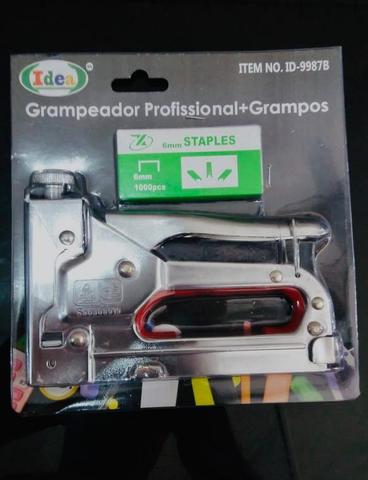 Idea
®
ITEM NO. ID-9987B
Grampeador Profissional+Grampos
6mm STAPLES
6mm
1000pcs